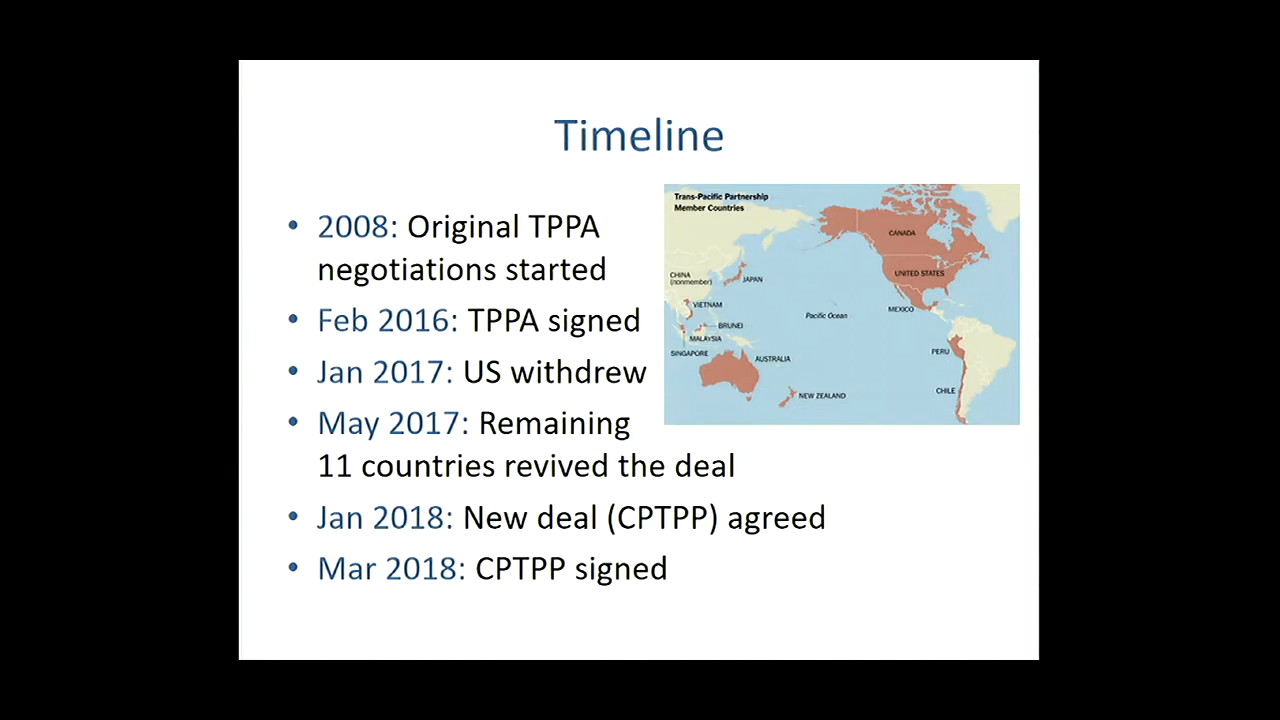 Timeline
• 2008: Original TPPA
negotiations started
• Feb 2016: TPPA signed
• Jan 2017: US withdrew
• May 2017: Remaining
11 countries revived the deal
• Jan 2018: New deal (CPTPP) agreed
• Mar 2018: CPTPP signed
Trans-Pacific Partnership
Member Countries
CANADA
UNITED STATES
CHINA
(nonmember)
JAPAN
VIETNAM
MEXICO
Pacific Ocean
BRUNEI
MALAYSIA
SINGAPORE
PERU
AUSTRALIA
CHILE
NEW ZEALAND